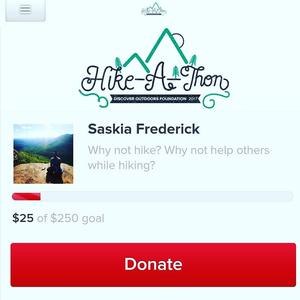 Hike-A-Thon
DISCOVER OUTDOORS FOUNDATION 2017
Saskia Frederick
Why not hike? Why not help others
while hiking?
$25 of $250 goal
Donate